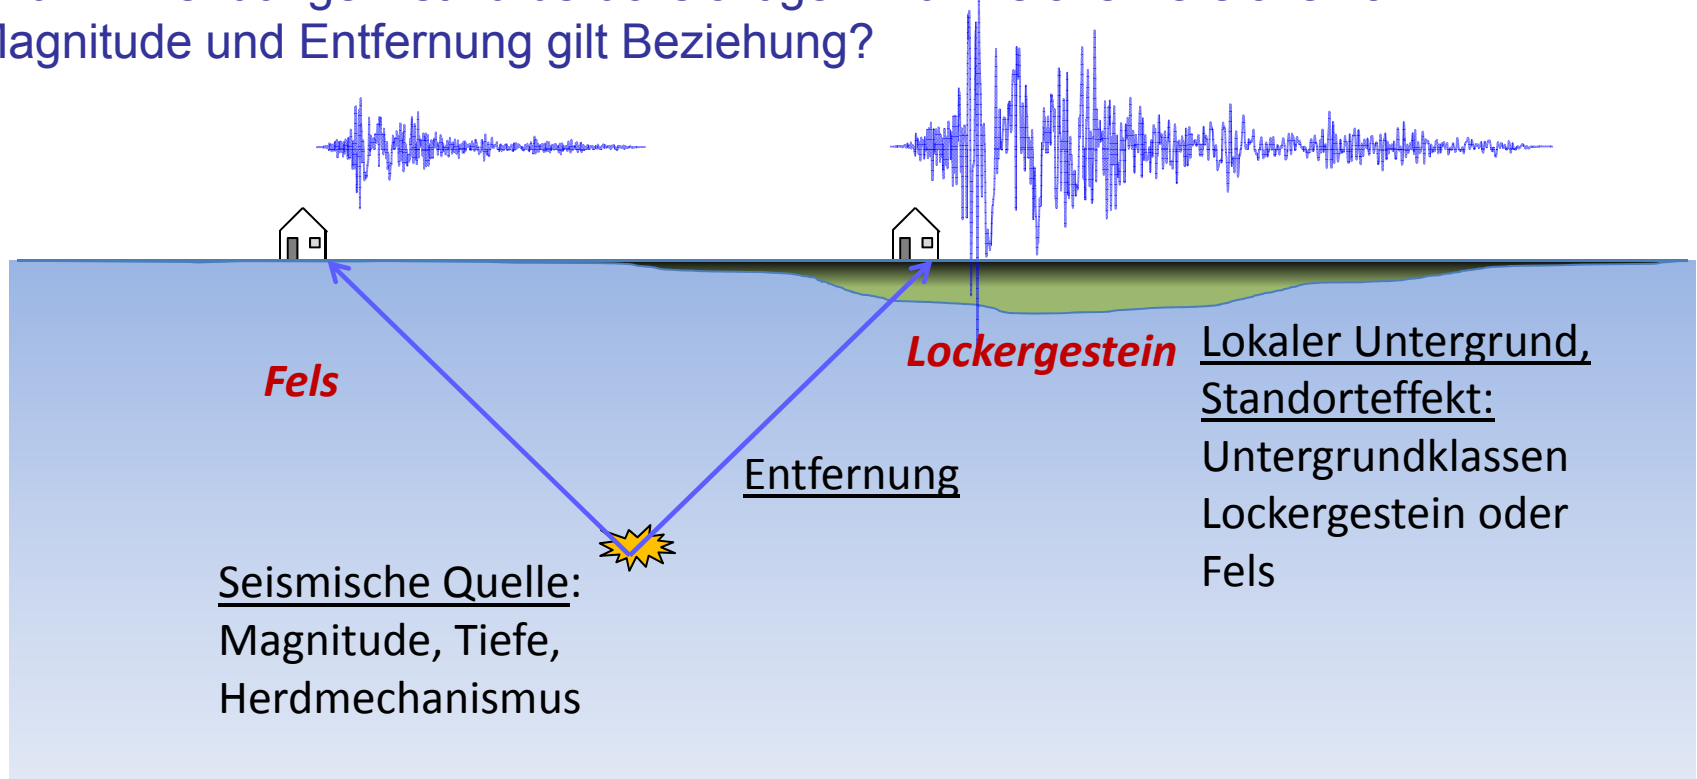 Magnitude und Entfernung gilt Beziehung?
Fels
Lockergestein
Lokaler Untergrund,
Standorteffekt:
Untergrundklassen
Lockergestein oder
Fels
Entfernung
Seismische Quelle:
Magnitude, Tiefe,
Herdmechanismus